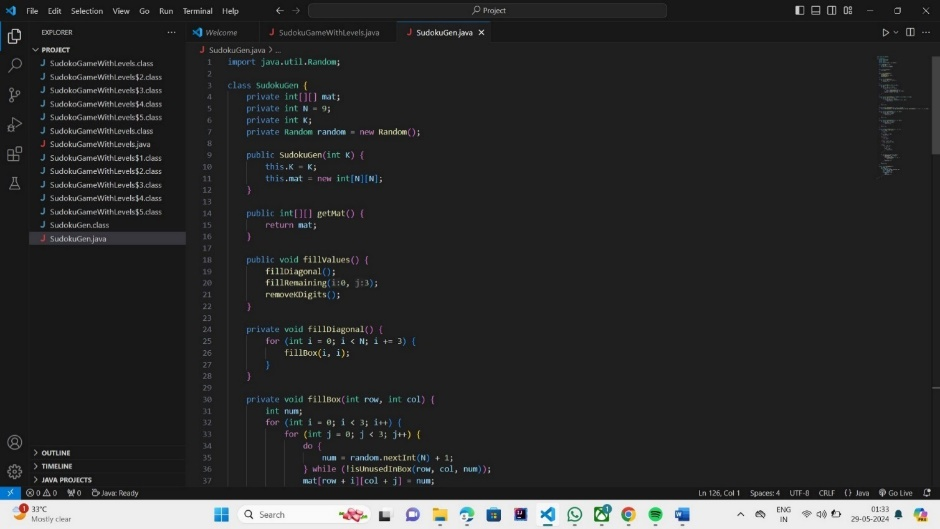 File Edit Selection View Go Run Terminal Help
Project
EXPLORER
Welcome
SudokuGameWithLevels.java
SudokuGen.java
PROJECT
SudokoGameWithLevels.class
SudokuGameWithLevels$2.class
SudokoGameWithLevels$3.class
SudokoGameWithLevels$4.class
SudokoGameWithLevels$5.class
SudokuGameWithLevels.class
SudokuGameWithLevels.java
SudokuGameWithLevels$1.class
SudokuGameWithLevels$2.class
SudokuGameWithLevels$3.class
SudokuGameWithLevels$4.class
SudokuGameWithLevels$5.class
SudokuGen.class
SudokuGen.java
OUTLINE
TIMELINE
JAVA PROJECTS
SudokuGen.java > ...
1 import java.util.Random;
2
3 class SudokuGen {
4 private int[][] mat;
5 private int N = 9;
6 private int K;
7 private Random random = new Random();
8
9 public SudokuGen(int K) {
10 this.K = K;
11 this.mat = new int[N][N];
12 }
13
14 public int[][] getMat() {
15 return mat;
16 }
17
18 public void fillValues() {
19 fillDiagonal();
20 fillRemaining(i:0, j:3);
21 removeKDigits();
22 }
23
24 private void fillDiagonal() {
25 for (int i = 0; i < N; i += 3) {
26 fillBox(i, i);
27 }
28 }
29
30 private void fillBox(int row, int col) {
31 int num;
32 for (int i = 0; i < 3; i++) {
33 for (int j = 0; j < 3; j++) {
34 do {
35 num = random.nextInt(N) + 1;
36 } while (!isUnusedInBox(row, col, num));
37 mat[row + i][col + j] = num;
0 0 0 Java: Ready
Ln 126, Col 1 Spaces: 4 UTF-8 CRLF {} Java Go Live
33°C
Mostly clear
Search
ENG
IN
01:33
29-05-2024